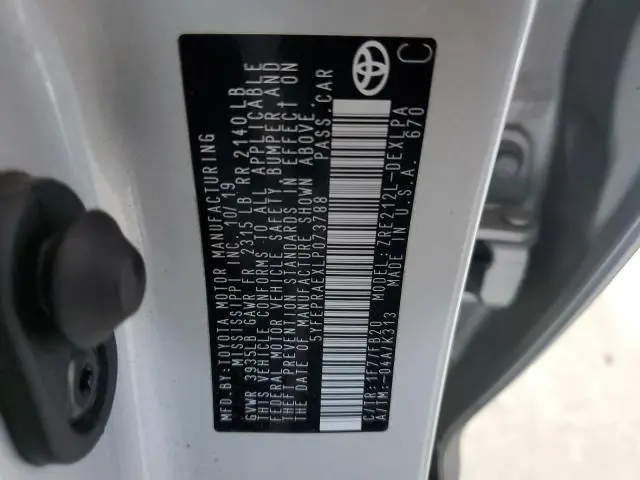 MFD.BY:TOYOTA MOTOR MANUFACTURING
MISSISSIPPI, INC. 10/19
GVWR 3935LB GAWR FR 2315 LB RR 2140LB
THIS VEHICLE CONFORMS TO ALL APPLICABLE
FEDERAL MOTOR VEHICLE SAFETY, BUMPER AND
THEFT PREVENTION STANDARDS IN EFFECT ON
THE DATE OF MANUFACTURE SHOWN ABOVE.
5YFEPRAEXLP073788 PASS.CAR
C/TR:1F7/FB20 MODEL:ZRE212L-DEXLPA
A/TM:-04A/K313 MADE IN U.S.A. 670
C